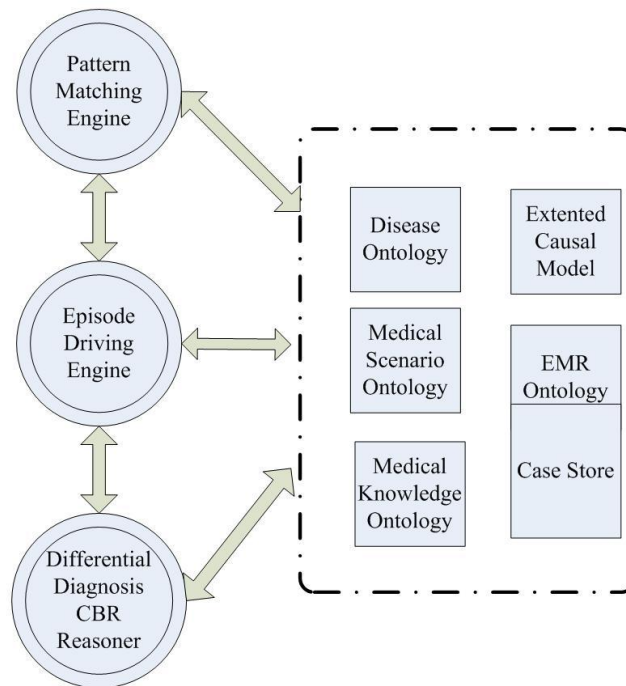 Pattern
Matching
Engine
Episode
Driving
Engine
Differential
Diagnosis
CBR
Reasoner
Disease
Ontology
Extented
Causal
Model
Medical
Scenario
Ontology
EMR
Ontology
Medical
Knowledge
Ontology
Case Store